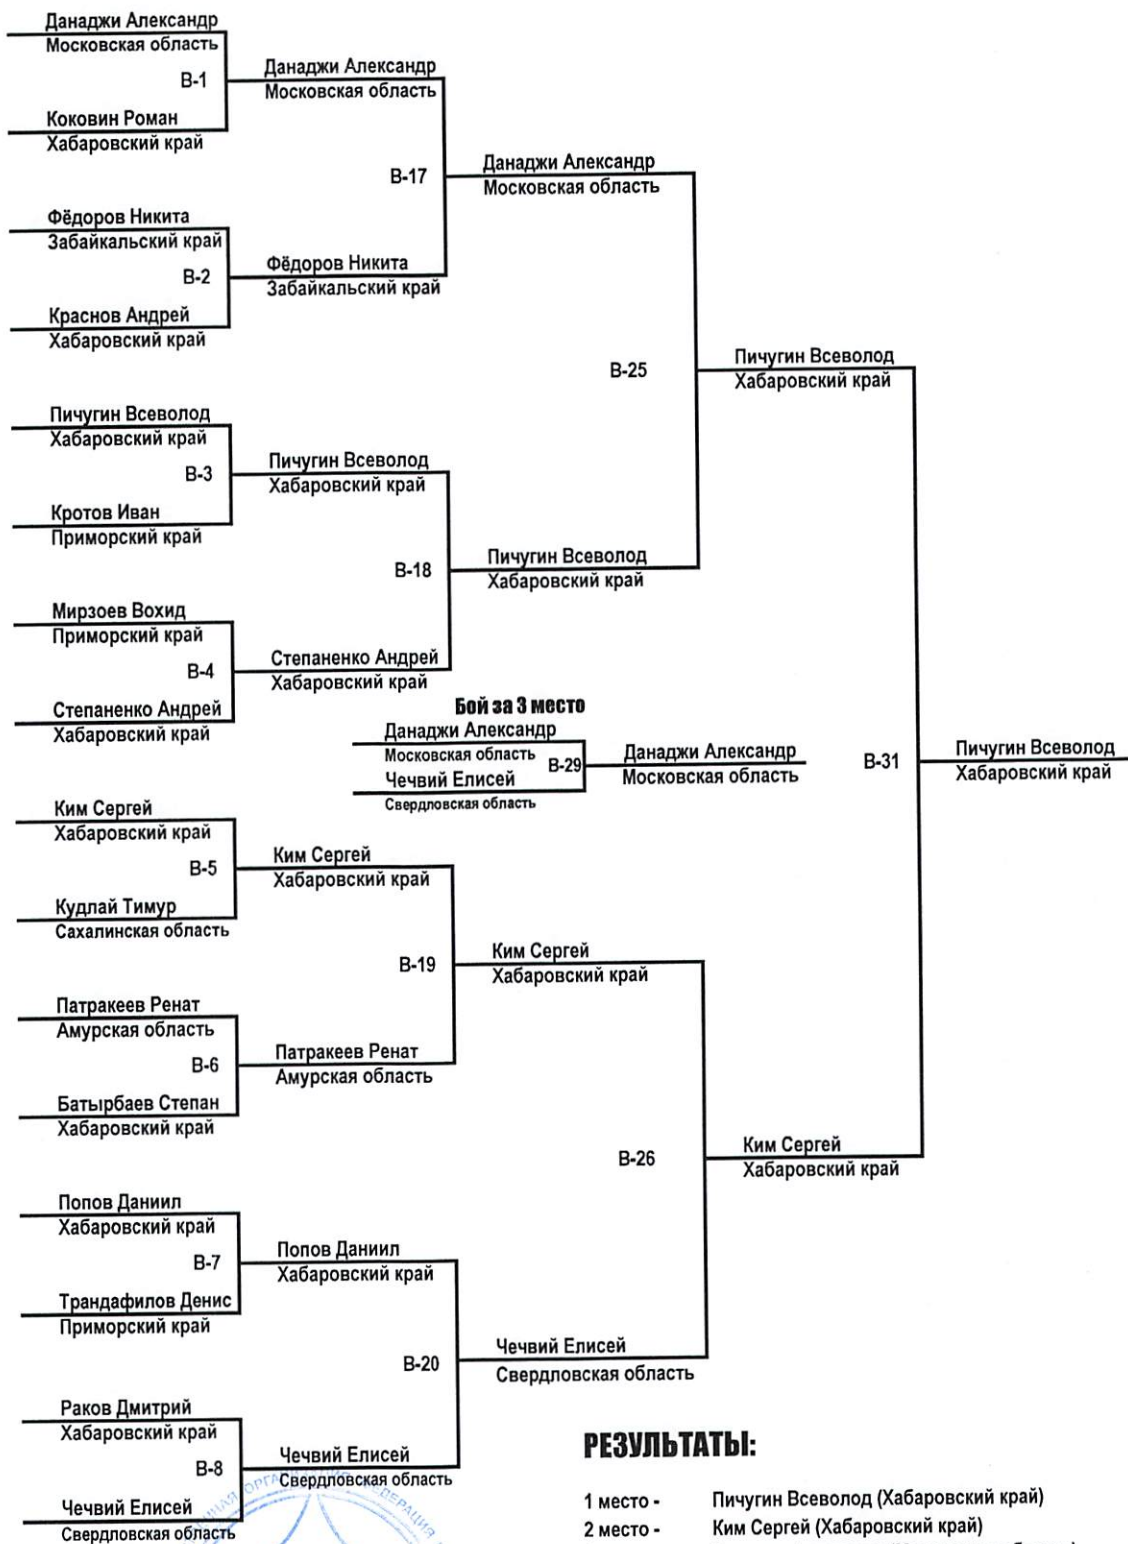 Данаджи Александр
Московская область
В-1
Коковин Роман
Хабаровский край
Данаджи Александр
Московская область
В-17
Фёдоров Никита
Забайкальский край
В-2
Краснов Андрей
Хабаровский край
Фёдоров Никита
Забайкальский край
Данаджи Александр
Московская область
В-25
Пичугин Всеволод
Хабаровский край
В-3
Кротов Иван
Приморский край
Пичугин Всеволод
Хабаровский край
В-18
Мирзоев Вохид
Приморский край
В-4
Степаненко Андрей
Хабаровский край
Степаненко Андрей
Хабаровский край
Пичугин Всеволод
Хабаровский край
Пичугин Всеволод
Хабаровский край
Бой за 3 место
Данаджи Александр
Московская область
В-29
Чечвий Елисей
Свердловская область
Данаджи Александр
Московская область
В-31
Пичугин Всеволод
Хабаровский край
Ким Сергей
Хабаровский край
В-5
Кудлай Тимур
Сахалинская область
Ким Сергей
Хабаровский край
В-19
Патракеев Ренат
Амурская область
В-6
Батырбаев Степан
Хабаровский край
Патракеев Ренат
Амурская область
Ким Сергей
Хабаровский край
В-26
Ким Сергей
Хабаровский край
Попов Даниил
Хабаровский край
В-7
Трандафилов Денис
Приморский край
Попов Даниил
Хабаровский край
В-20
Раков Дмитрий
Хабаровский край
В-8
Чечвий Елисей
Свердловская область
Чечвий Елисей
Свердловская область
Чечвий Елисей
Свердловская область
РЕЗУЛЬТАТЫ:
1 место - Пичугин Всеволод (Хабаровский край)
2 место - Ким Сергей (Хабаровский край)